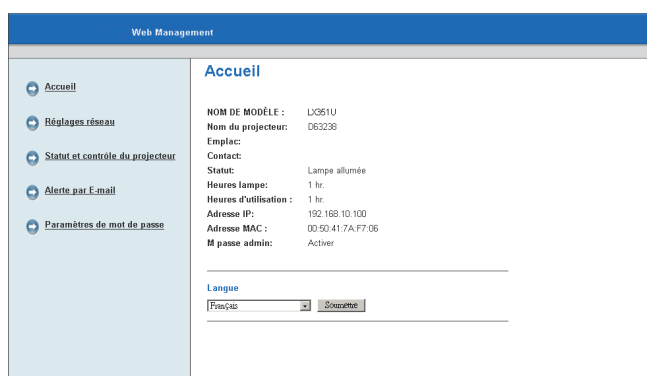 Web Management
Accueil
Réglages réseau
Statut et contrôle du projecteur
Alerte par E-mail
Paramètres de mot de passe
Accueil
NOM DE MODÈLE : LX351U
Nom du projecteur: D63238
Emplac:
Contact:
Statut: Lampe allumée
Heures lampe: 1 hr.
Heures d'utilisation : 1 hr.
Adresse IP: 192.168.10.100
Adresse MAC : 00:50:41:7A:F7:06
M passe admin: Activer
Langue
Français Soumettre